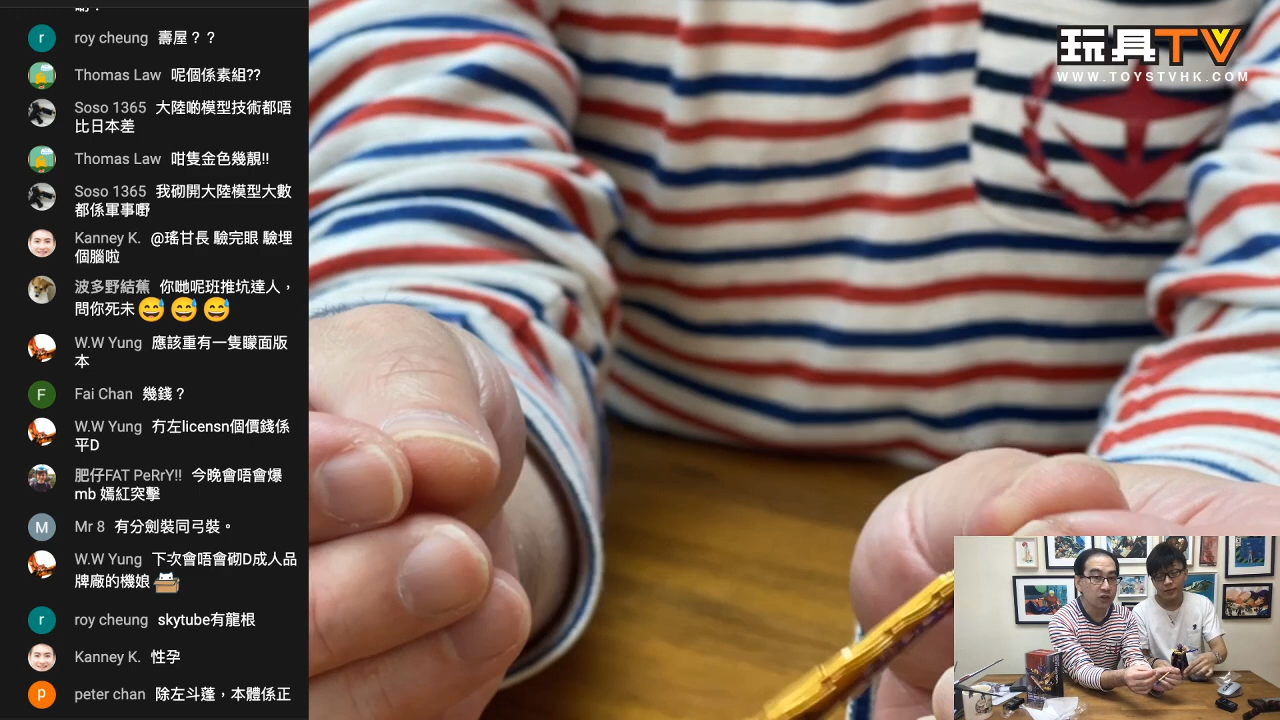 roy cheung 壽屋？？
Thomas Law 呢個係素組??
Soso 1365 大陸啲模型技術都唔
比日本差
Thomas Law 咁隻金色幾靚!!
Soso 1365 我砌開大陸模型大數
都係軍事嘢
Kanney K. @瑤甘長 驗完眼 驗埋
個腦啦
波多野結蕉 你哋呢班推坑達人，
問你死未😅😅😅
W.W Yung 應該重有一隻矇面版
本
Fai Chan 幾錢？
W.W Yung 冇左licensn個價錢係
平D
肥仔FAT PeRrY!! 今晚會唔會爆
mb 嫣紅突擊
Mr 8 有分劍裝同弓裝。
W.W Yung 下次會唔會砌D成人品
牌廠的機娘
roy cheung skytube有龍根
Kanney K. 性孕
peter chan 除左斗蓬，本體係正
玩具TV
WWW.TOYSTVHK.COM